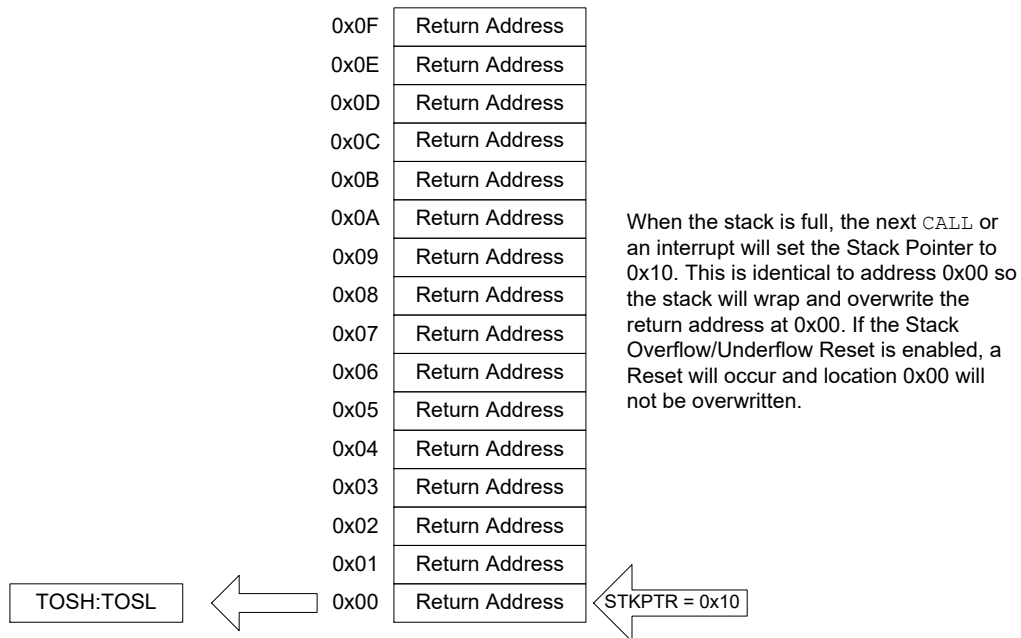 0x0F Return Address
0x0E Return Address
0x0D Return Address
0x0C Return Address
0x0B Return Address
0x0A Return Address
0x09 Return Address
0x08 Return Address
0x07 Return Address
0x06 Return Address
0x05 Return Address
0x04 Return Address
0x03 Return Address
0x02 Return Address
0x01 Return Address
TOSH:TOSL 0x00 Return Address STKPTR = 0x10
When the stack is full, the next CALL or
an interrupt will set the Stack Pointer to
0x10. This is identical to address 0x00 so
the stack will wrap and overwrite the
return address at 0x00. If the Stack
Overflow/Underflow Reset is enabled, a
Reset will occur and location 0x00 will
not be overwritten.